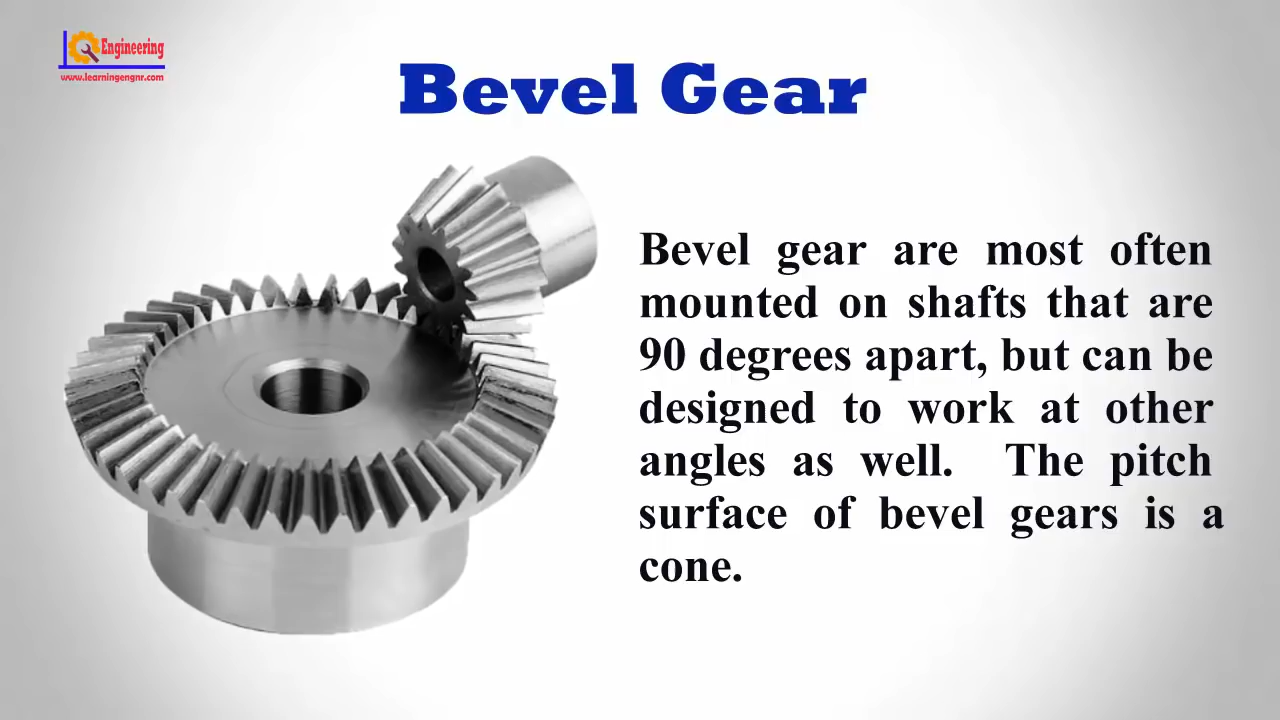 Engineering
www.learningengnr.com
Bevel Gear
Bevel gear are most often
mounted on shafts that are
90 degrees apart, but can be
designed to work at other
angles as well. The pitch
surface of bevel gears is a
cone.